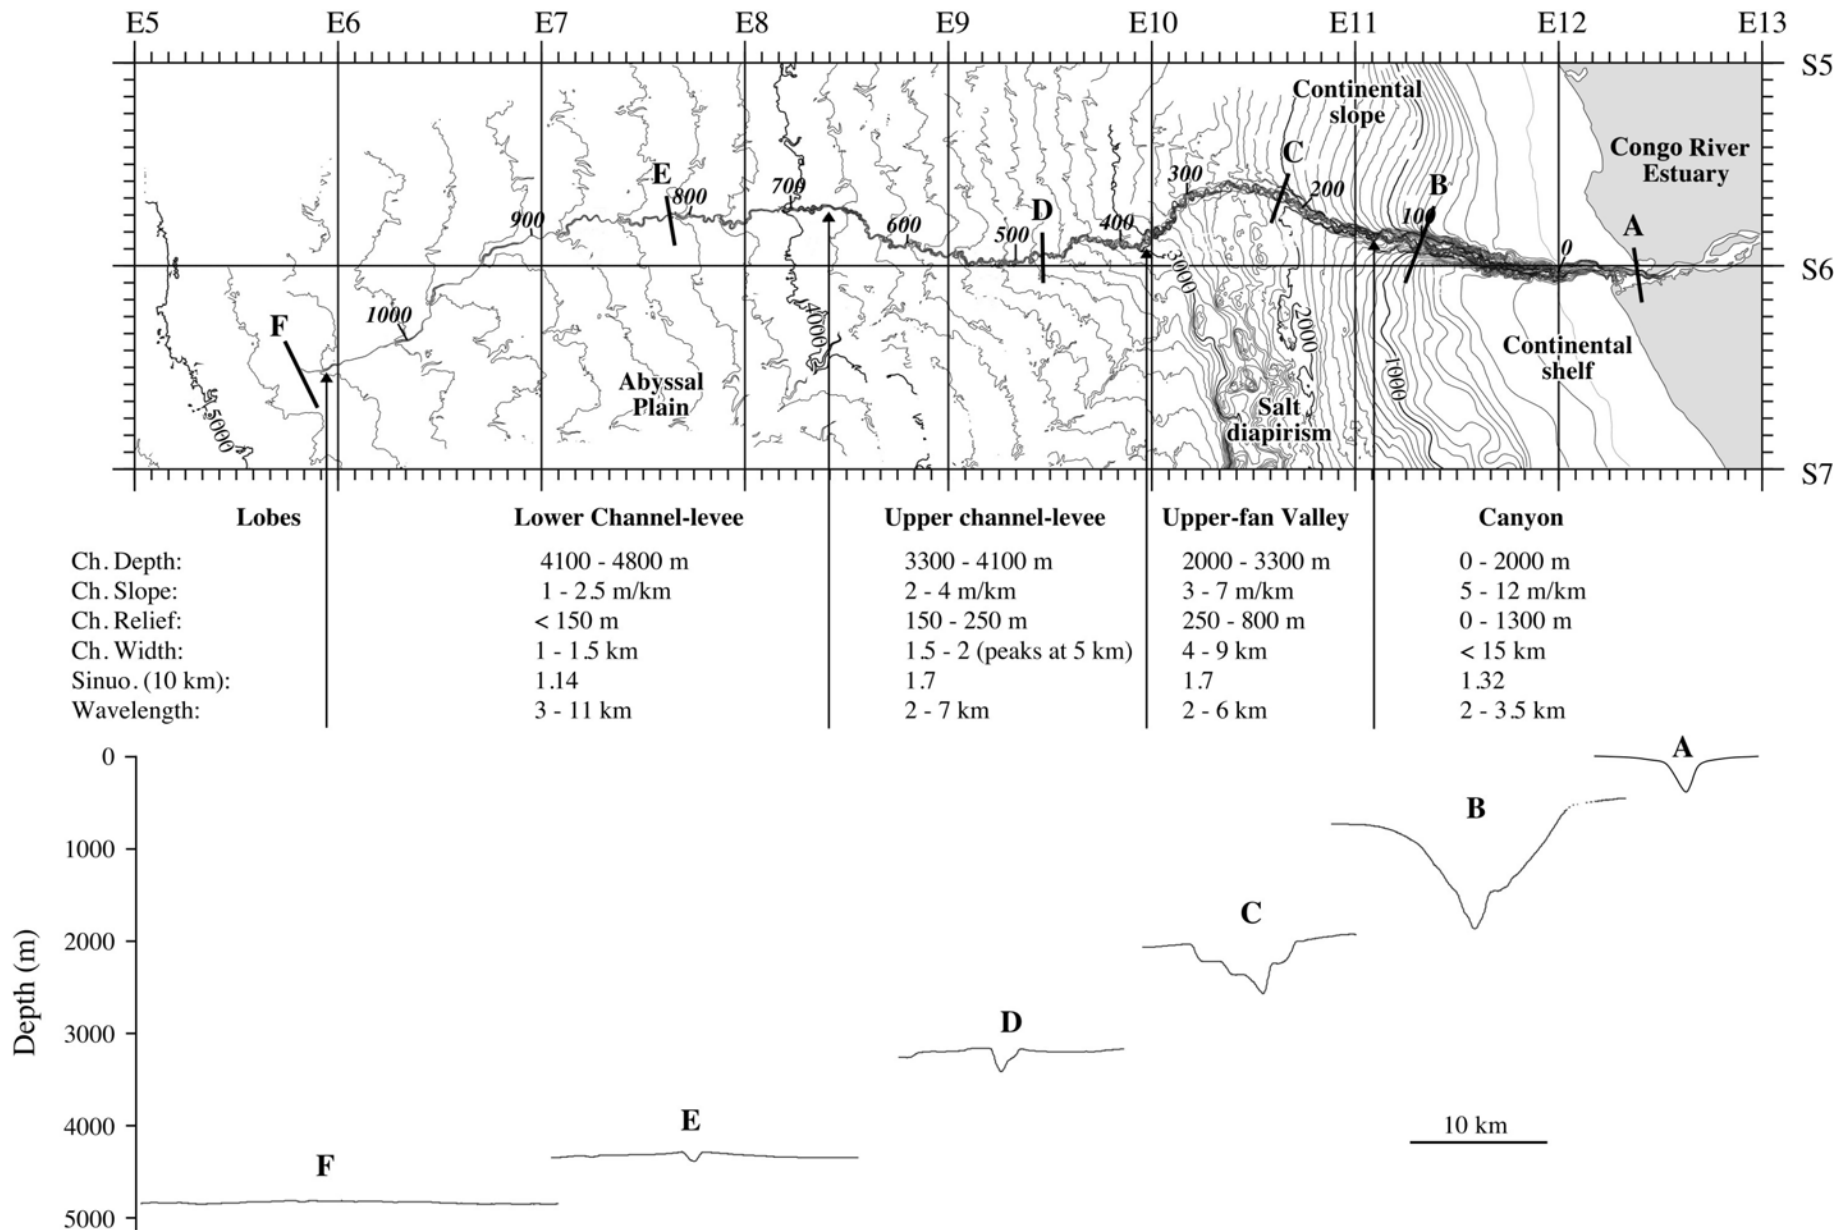 E5 E6 E7 E8 E9 E10 E11 E12 E13
S5
Continental
slope
Congo River
Estuary
C
B
A
E
D
F
300
200
100
0
800
700
900
600
500
400
1000
S6
3000
2000
1000
4000
5000
Continental
shelf
Abyssal
Plain
Salt
diapirism
S7
Lobes Lower Channel-levee Upper channel-levee Upper-fan Valley Canyon
Ch. Depth: 4100 - 4800 m 3300 - 4100 m 2000 - 3300 m 0 - 2000 m
Ch. Slope: 1 - 2.5 m/km 2 - 4 m/km 3 - 7 m/km 5 - 12 m/km
Ch. Relief: < 150 m 150 - 250 m 250 - 800 m 0 - 1300 m
Ch. Width: 1 - 1.5 km 1.5 - 2 (peaks at 5 km) 4 - 9 km < 15 km
Sinuo. (10 km): 1.14 1.7 1.7 1.32
Wavelength: 3 - 11 km 2 - 7 km 2 - 6 km 2 - 3.5 km
0
A
B
1000
C
2000
Depth (m)
D
3000
E
4000
10 km
F
5000